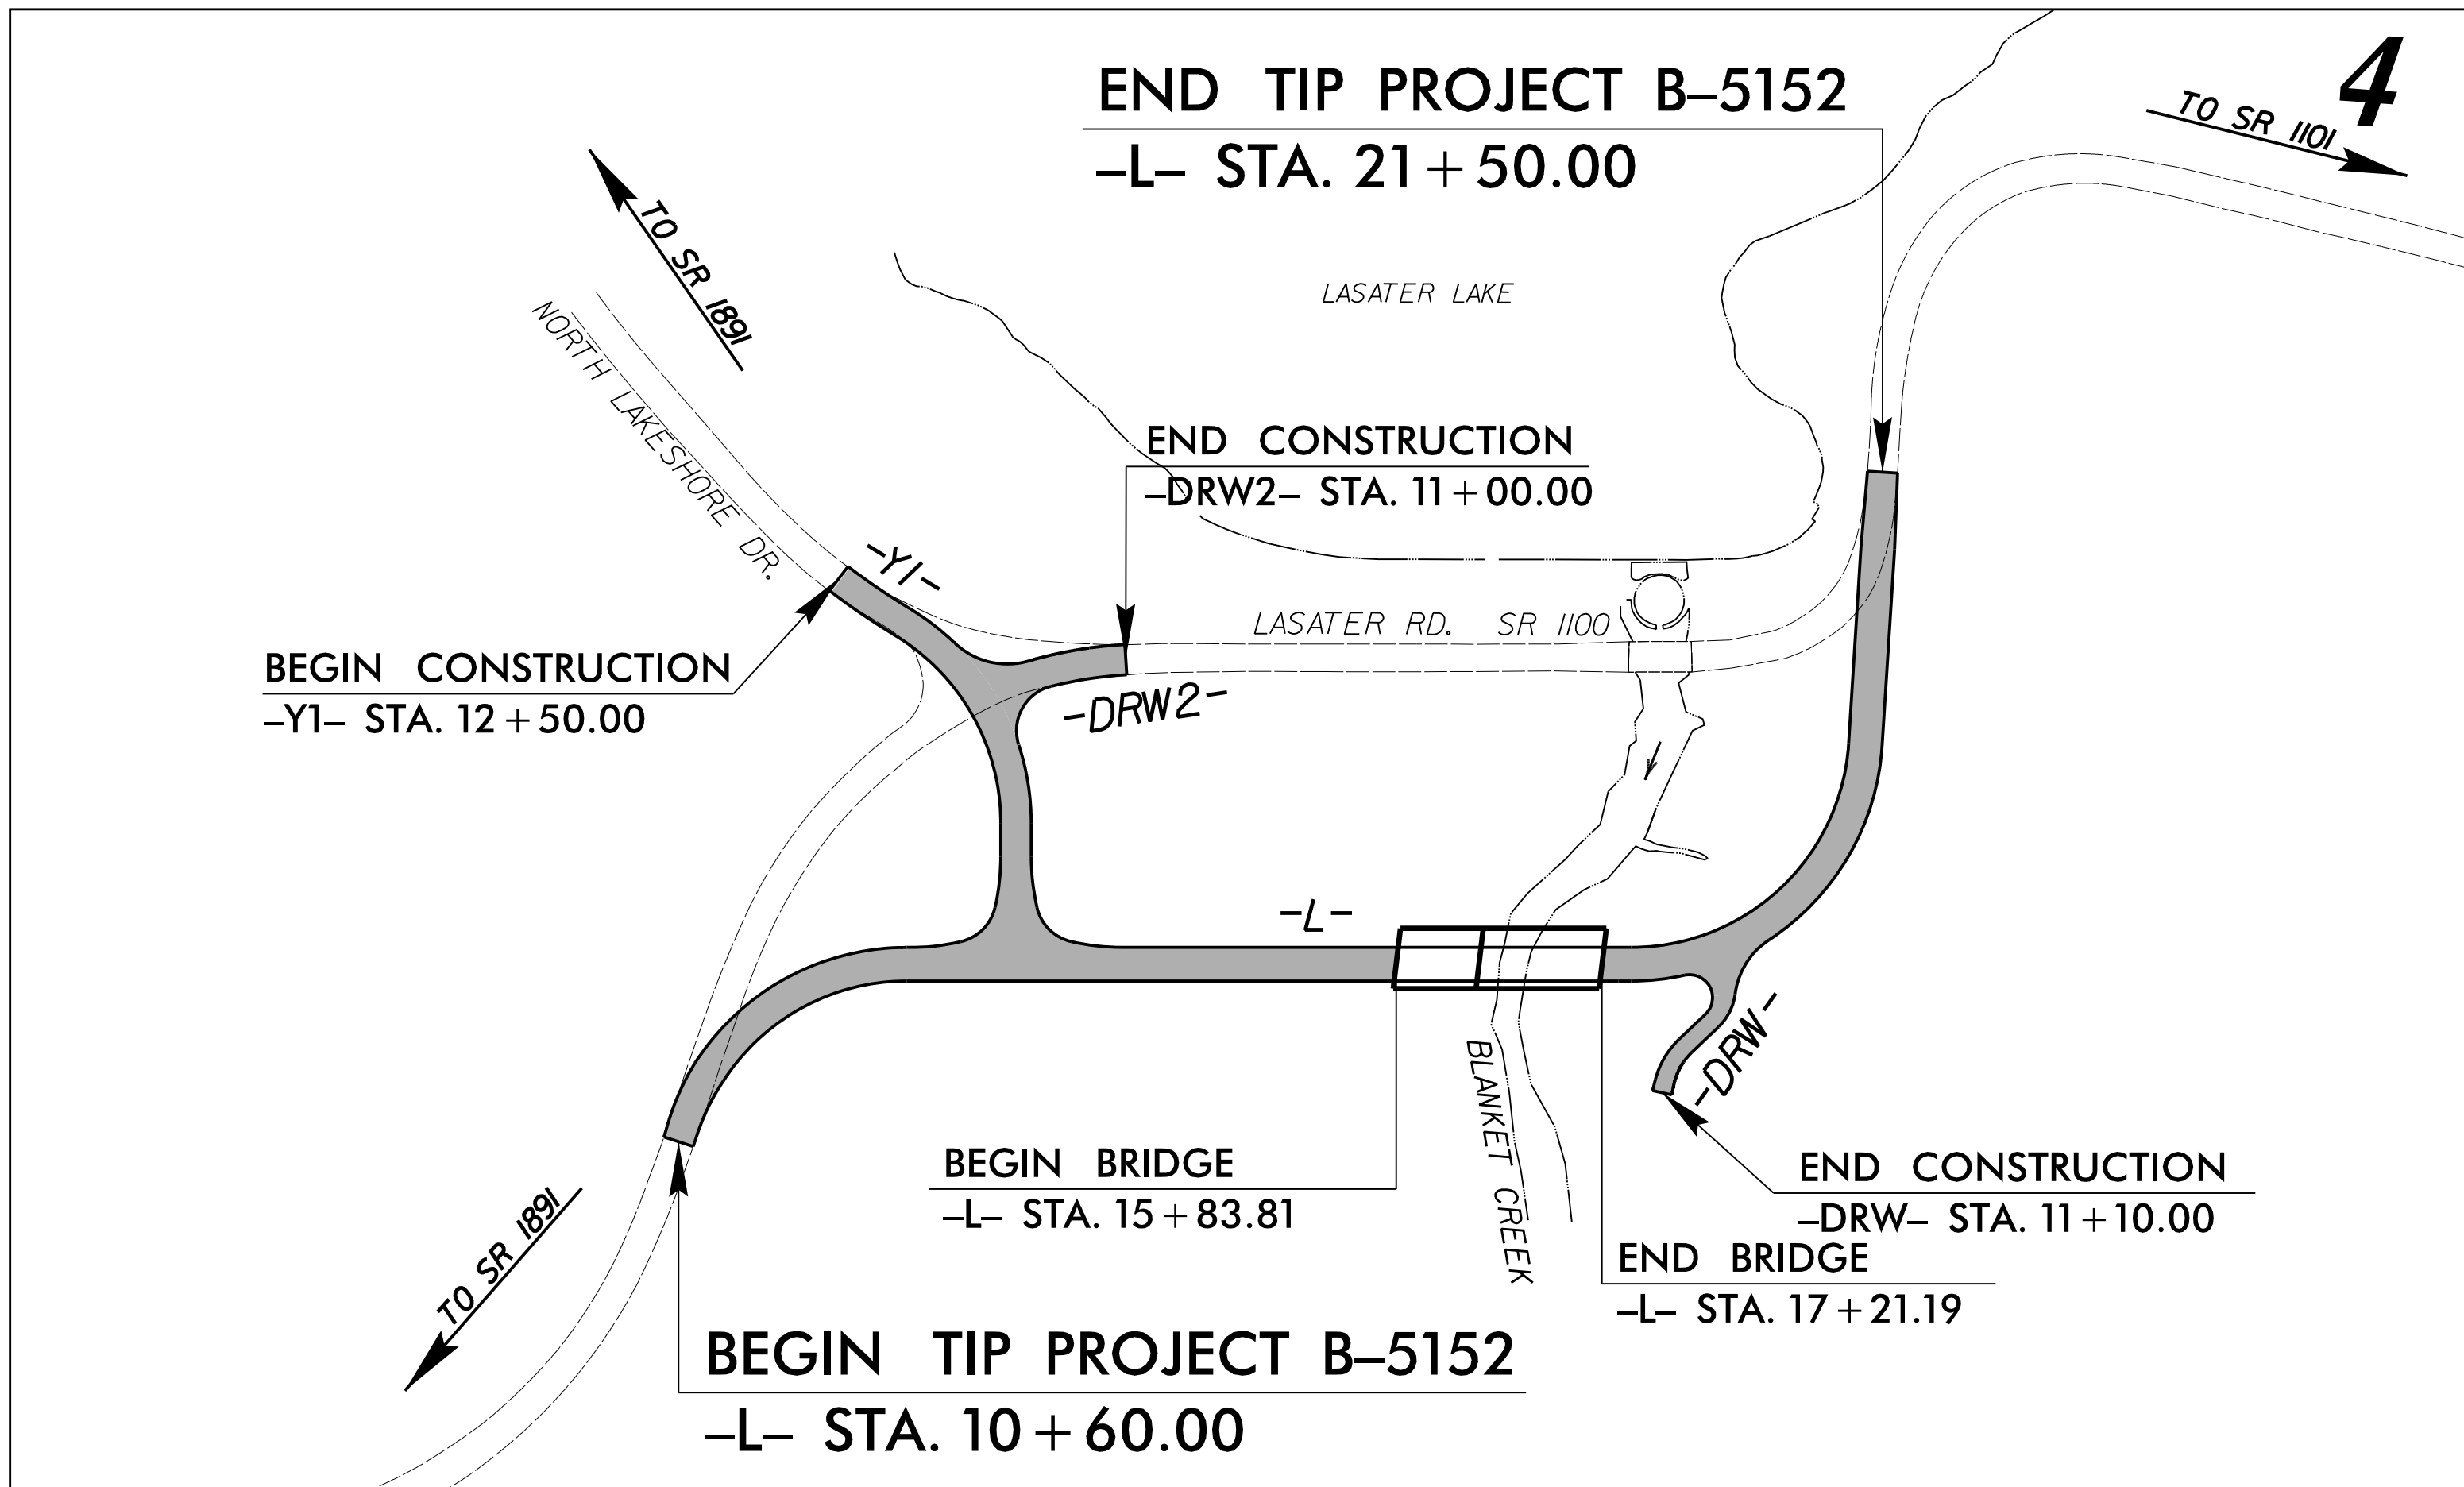 END TIP PROJECT B–5152
–L– STA. 21+50.00
4
TO SR 1101
TO SR 1891
LASATER LAKE
NORTH LAKESHORE DR.
END CONSTRUCTION
–DRW2– STA. 11+00.00
-Y1-
LASATER RD. SR 1100
BEGIN CONSTRUCTION
–Y1– STA. 12+50.00
-DRW2-
-L-
-DRW-
BLANKET CREEK
BEGIN BRIDGE
–L– STA. 15+83.81
END CONSTRUCTION
–DRW– STA. 11+10.00
END BRIDGE
–L– STA. 17+21.19
TO SR 1891
BEGIN TIP PROJECT B–5152
–L– STA. 10+60.00